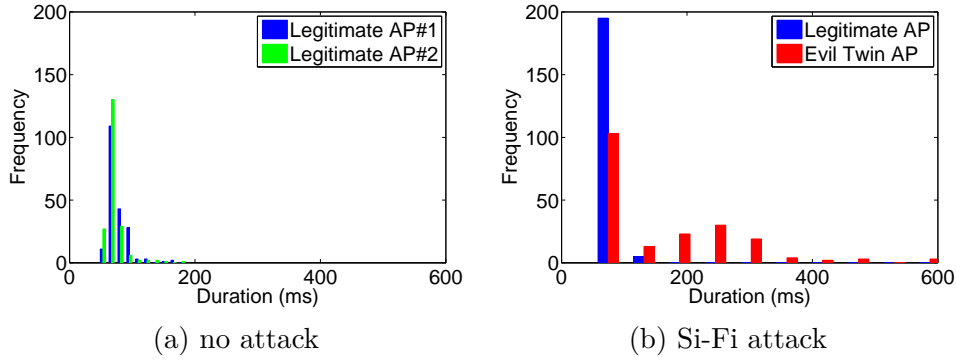 200
150
100
50
0
Frequency
0
200
400
600
Duration (ms)
Legitimate AP#1
Legitimate AP#2
(a) no attack
200
150
100
50
0
Frequency
0
200
400
600
Duration (ms)
Legitimate AP
Evil Twin AP
(b) Si-Fi attack